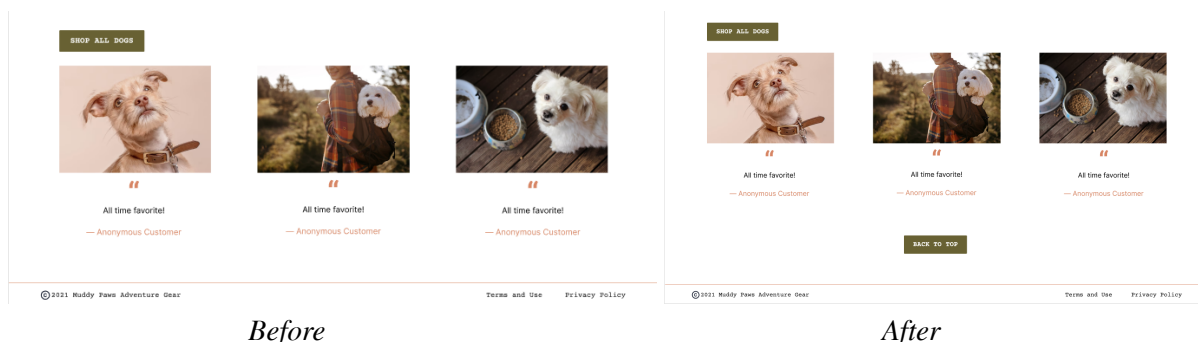 SHOP ALL DOGS
“ “ “
All time favorite! All time favorite! All time favorite!
— Anonymous Customer — Anonymous Customer — Anonymous Customer
©2021 Muddy Paws Adventure Gear Terms and Use Privacy Policy
Before
SHOP ALL DOGS
“ “ “
All time favorite! All time favorite! All time favorite!
— Anonymous Customer — Anonymous Customer — Anonymous Customer
BACK TO TOP
©2021 Muddy Paws Adventure Gear Terms and Use Privacy Policy
After